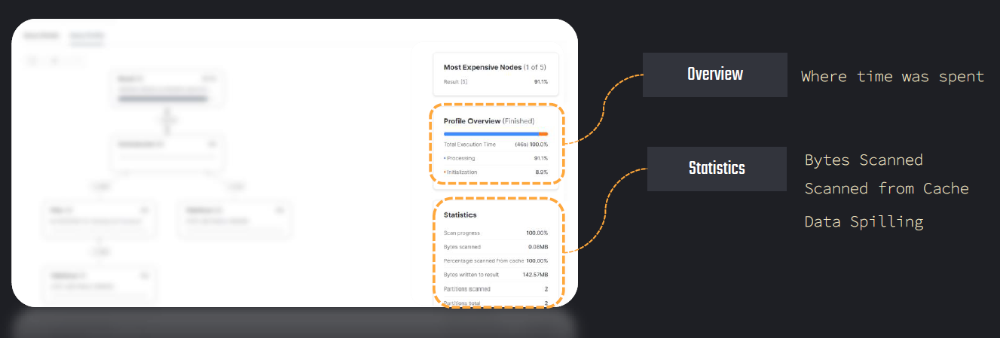 Most Expensive Nodes (1 of 5)
Result [5] 91.1%
Profile Overview (Finished)
Total Execution Time (46s) 100.0%
Processing 91.1%
Initialization 8.9%
Statistics
Scan progress 100.00%
Bytes scanned 0.08MB
Percentage scanned from cache 100.00%
Bytes written to result 142.57MB
Partitions scanned 2
Partitions total 2
Overview
Where time was spent
Statistics
Bytes Scanned
Scanned from Cache
Data Spilling